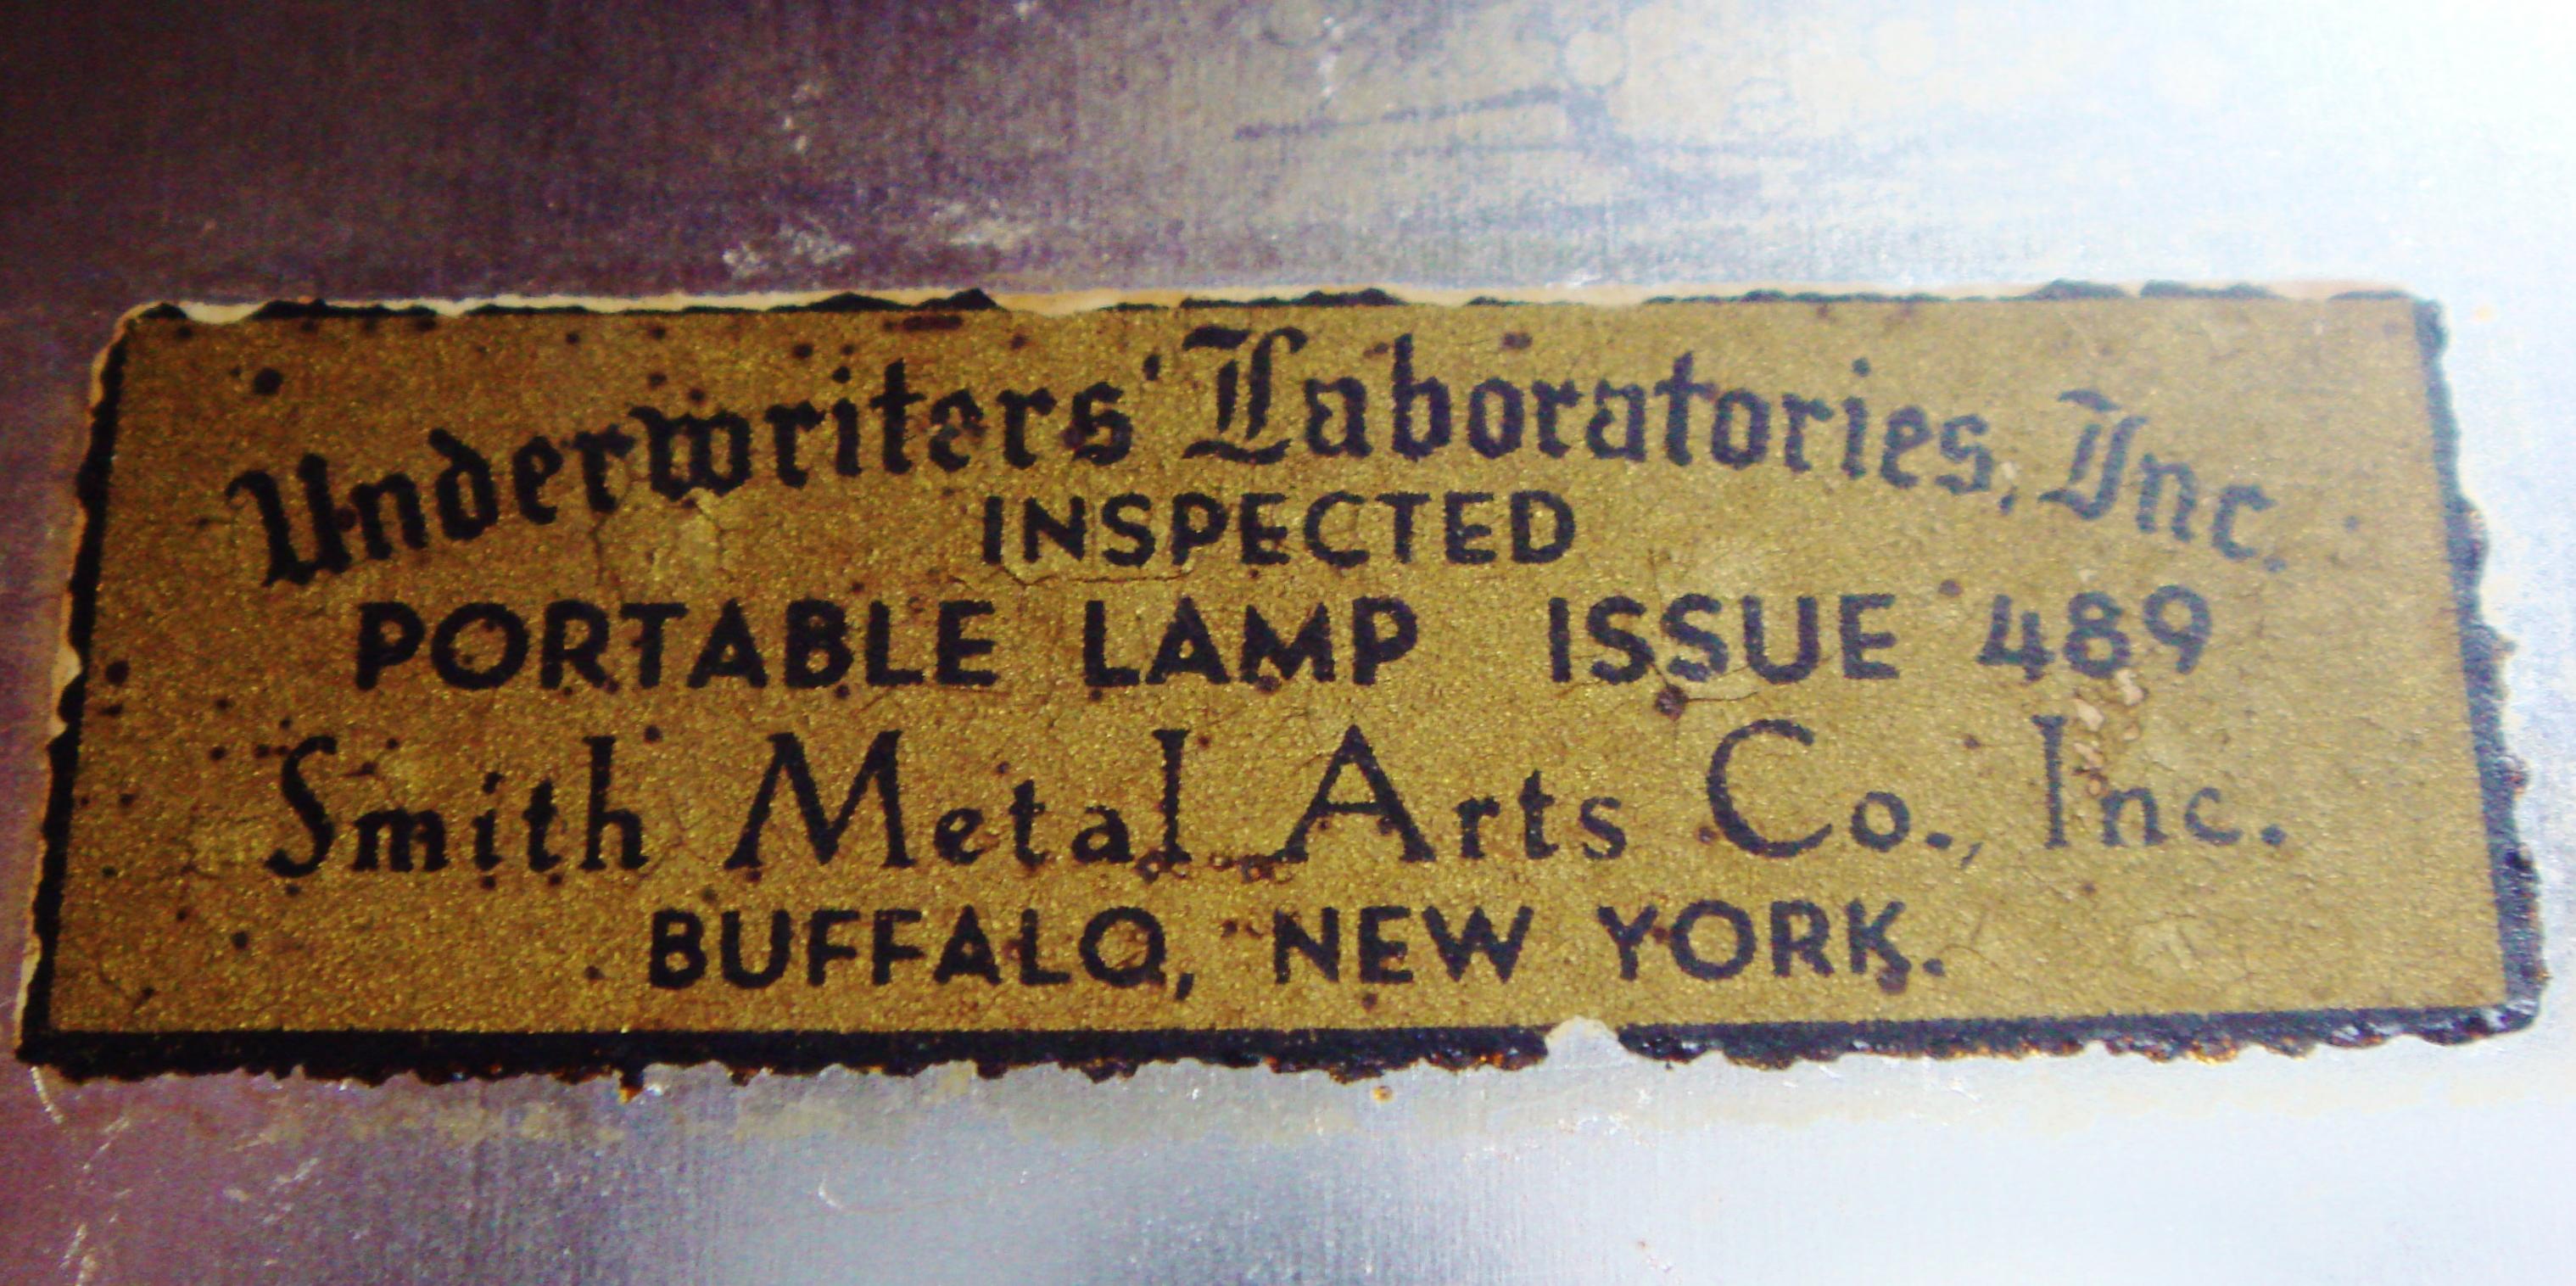 Underwriters' Laboratories, Inc.
INSPECTED
PORTABLE LAMP ISSUE 489
Smith Metal Arts Co., Inc.
BUFFALO, NEW YORK.